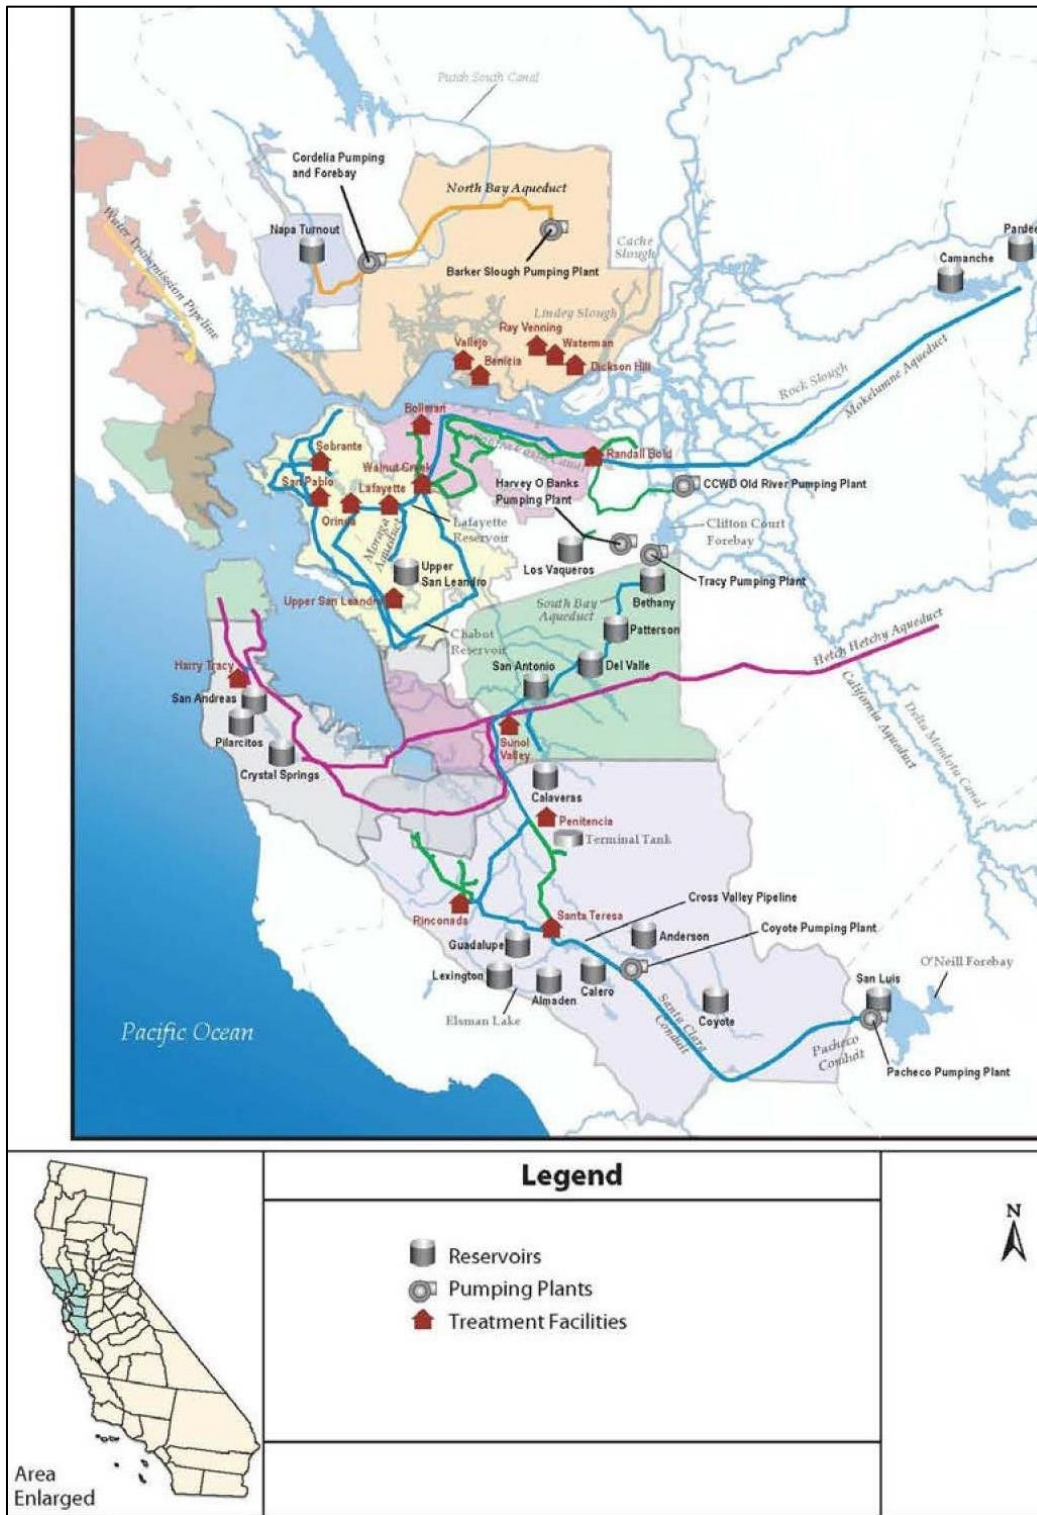 Putah South Canal
Cordelia Pumping
and Forebay
North Bay Aqueduct
Napa Turnout
Cache
Slough
Barker Slough Pumping Plant
Water Transmission Pipeline
Pardee
Camanche
Lindsy Slough
Ray Venning
Vallejo
Waterman
Benicia
Dickson Hill
Rock Slough
Mokelumne Aqueduct
Bollman
Sobrante
Randall Bold
Walnut Creek
Harvey O Banks
Pumping Plant
CCWD Old River Pumping Plant
San Pablo
Lafayette
Orinda
Moraga
Aqueduct
Lafayette
Reservoir
Clifton Court
Forebay
Los Vaqueros
Tracy Pumping Plant
Upper
San Leandro
Bethany
Upper San Leandro
South Bay
Aqueduct
Chabot
Reservoir
Patterson
Hetch Hetchy Aqueduct
San Antonio
Del Valle
Harry Tracy
San Andreas
Pilarcitos
Crystal Springs
Sunol
Valley
California Aqueduct
Delta Mendota Canal
Calaveras
Penitencia
Terminal Tank
Cross Valley Pipeline
Rinconada
Santa Teresa
Coyote Pumping Plant
Guadalupe
Anderson
Lexington
Almaden
Calero
San Luis
O'Neill Forebay
Elsman Lake
Coyote
Santa Clara
Conduit
Pacheco
Conduit
Pacheco Pumping Plant
Pacific Ocean
Legend
Reservoirs
Pumping Plants
Treatment Facilities
N
Area
Enlarged